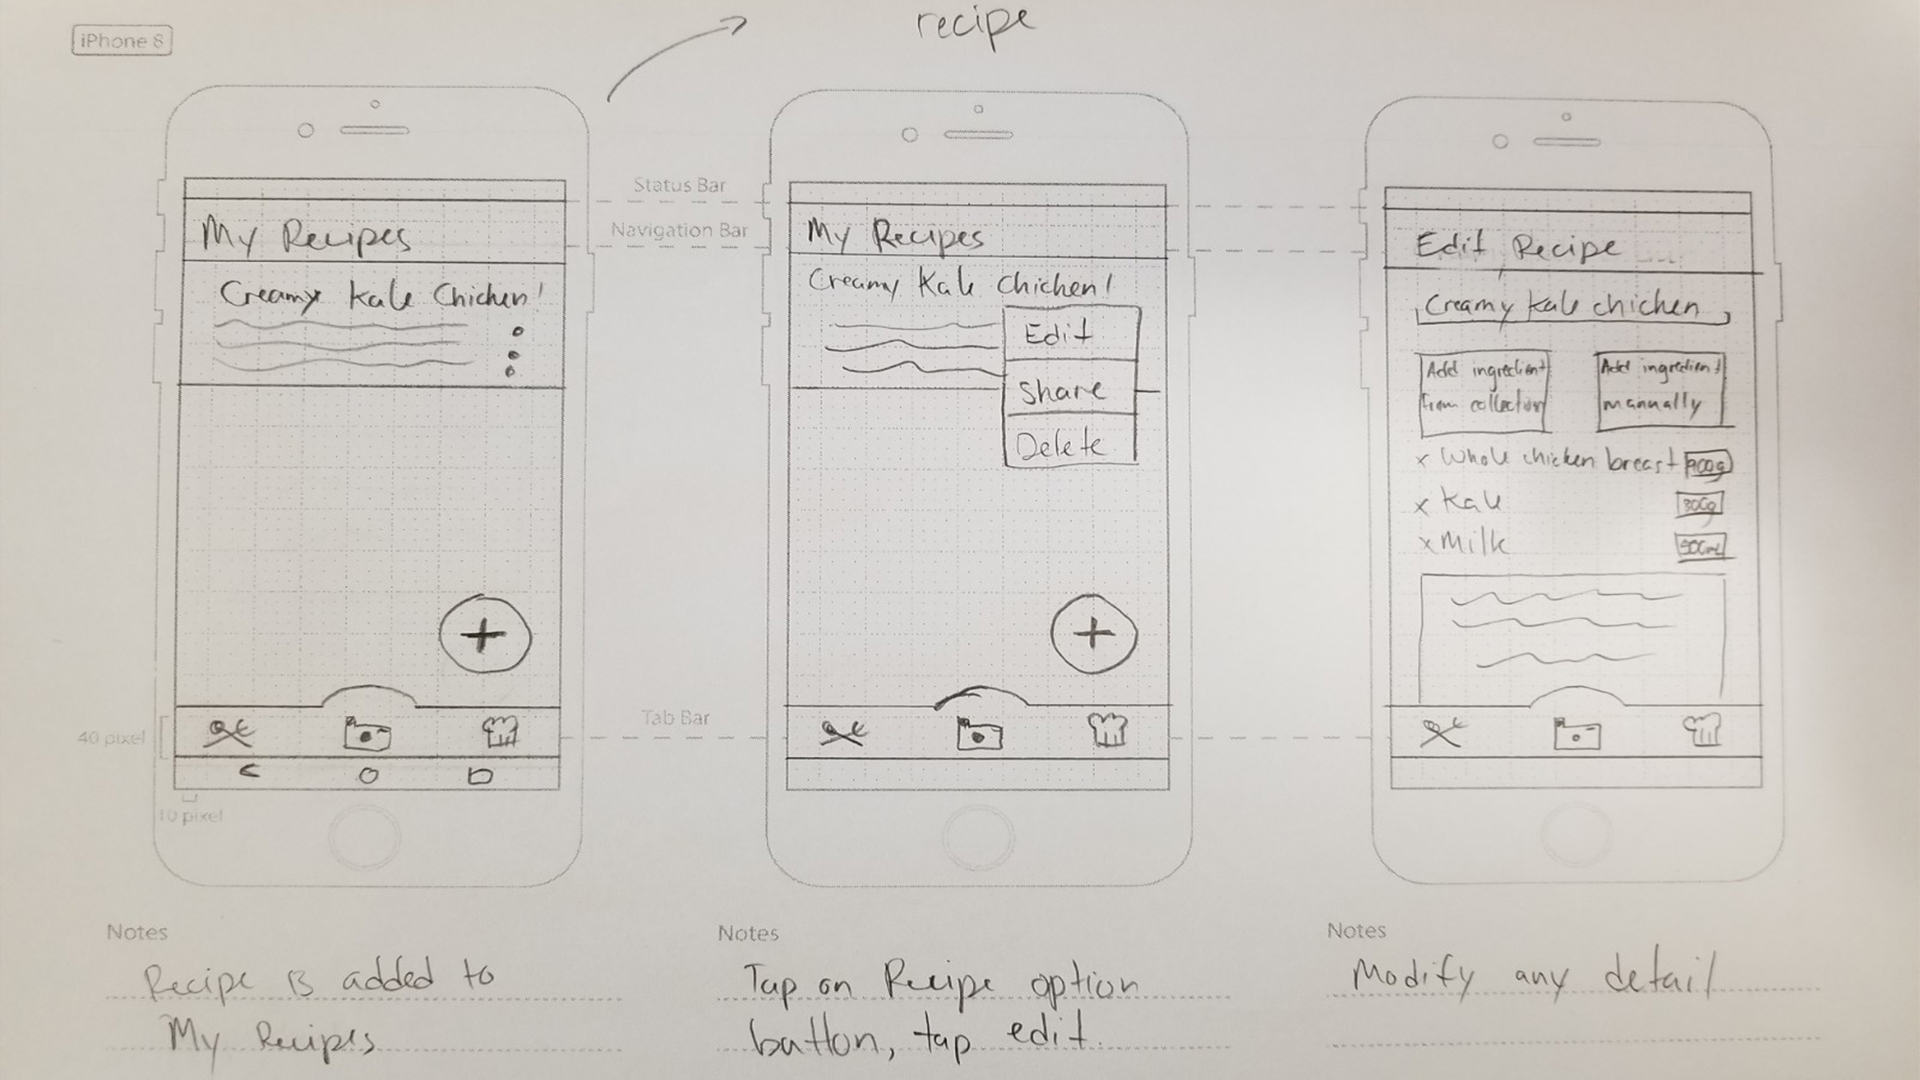 iPhone 8
recipe
My Recipes
Creamy Kale Chicken!
Status Bar
Navigation Bar
My Recipes
Creamy Kale Chicken!
Edit
Share
Delete
Edit Recipe
Creamy Kale chicken
Add ingredient
from collection
Add ingredient
manually
x Whole chicken breast 900g
x Kale 300g
x Milk 500ml
Tab Bar
40 pixel
10 pixel
Notes
Recipe is added to
My Recipes
Notes
Tap on Recipe option
button, tap edit.
Notes
Modify any detail